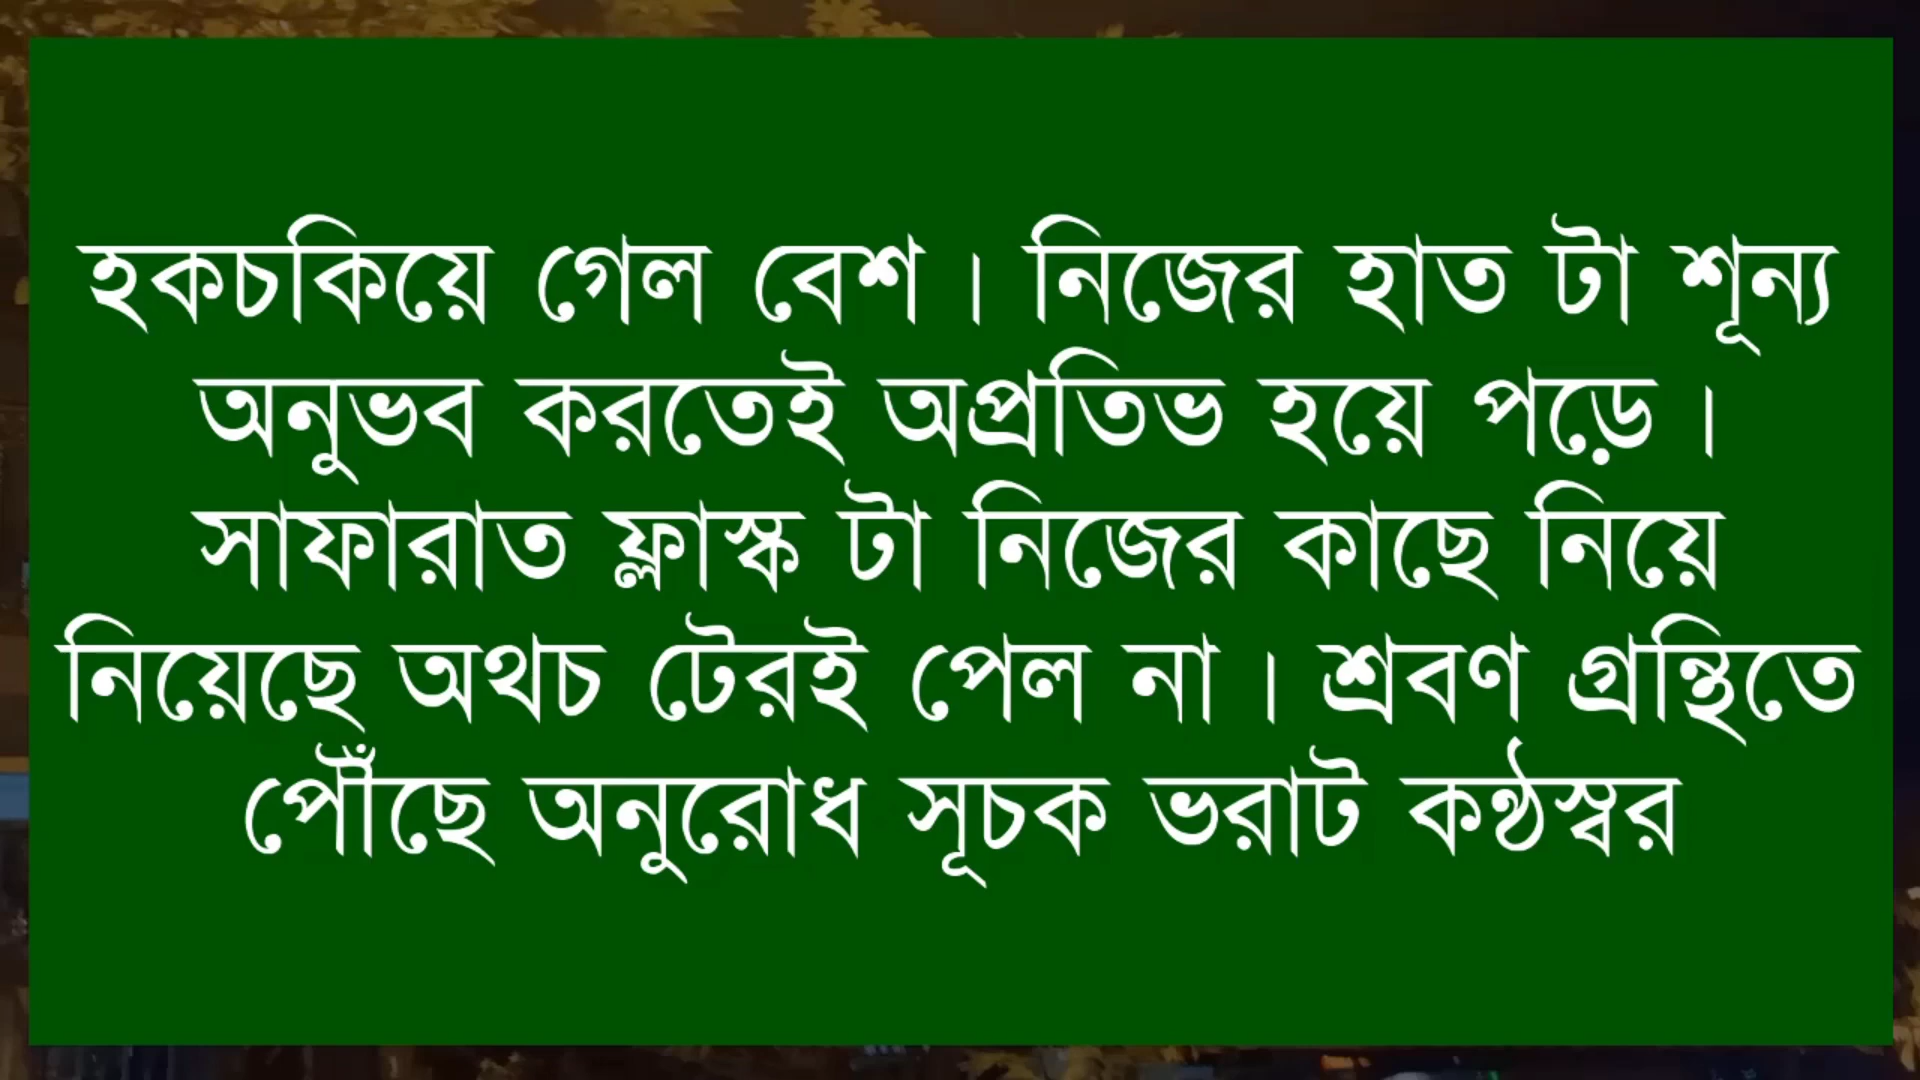 হকচকিয়ে গেল বেশ। নিজের হাত টা শূন্য
অনুভব করতেই অপ্রতিভ হয়ে পড়ে।
সাফারাত ফ্লাস্ক টা নিজের কাছে নিয়ে
নিয়েছে অথচ টেরই পেল না। শ্রবণ গ্রন্থিতে
পৌঁছে অনুরোধ সূচক ভরাট কন্ঠস্বর